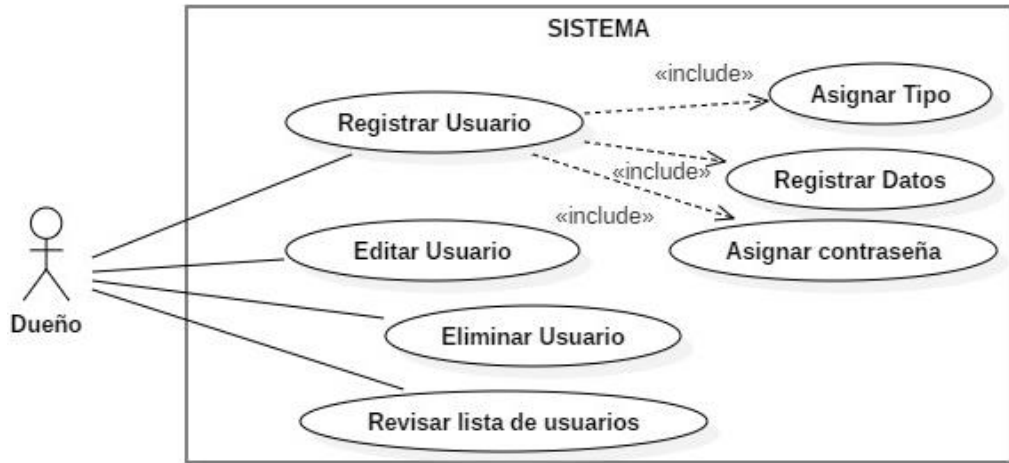 SISTEMA
«include»
Asignar Tipo
Registrar Usuario
«include»
Registrar Datos
«include»
Asignar contraseña
Editar Usuario
Dueño
Eliminar Usuario
Revisar lista de usuarios